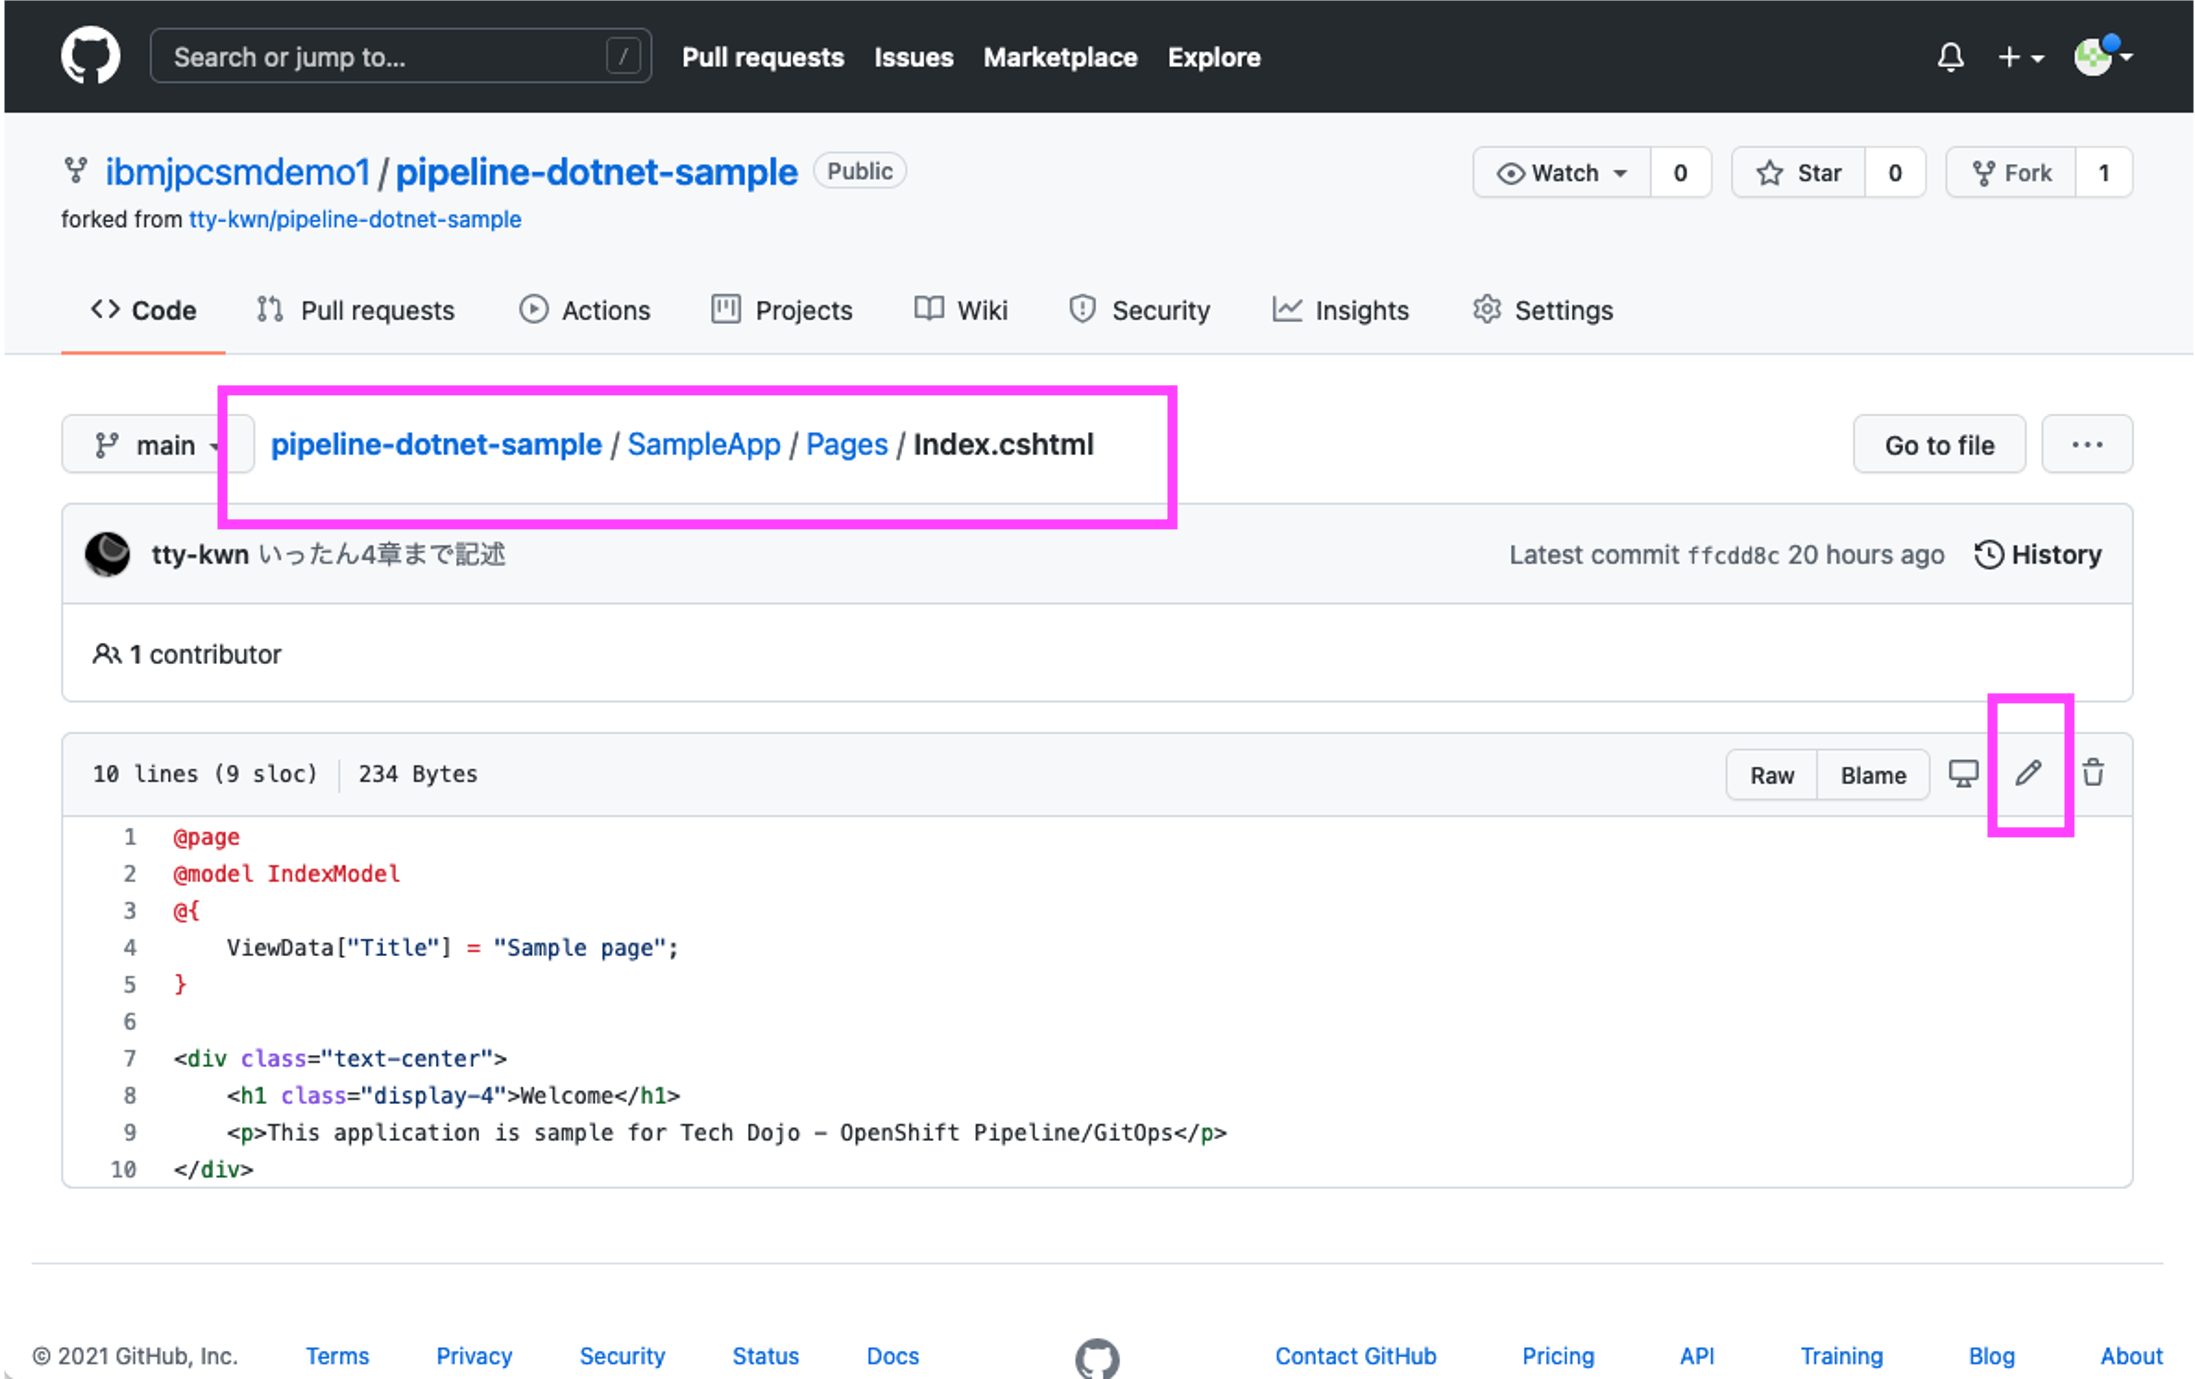 Search or jump to... /
Pull requests Issues Marketplace Explore
ibmjpcsmdemo1 / pipeline-dotnet-sample Public
Watch 0 Star 0 Fork 1
forked from tty-kwn/pipeline-dotnet-sample
Code Pull requests Actions Projects Wiki Security Insights Settings
main pipeline-dotnet-sample / SampleApp / Pages / Index.cshtml Go to file ...
tty-kwn いったん4章まで記述 Latest commit ffcdd8c 20 hours ago History
1 contributor
10 lines (9 sloc) 234 Bytes Raw Blame
1 @page
2 @model IndexModel
3 @{
4     ViewData["Title"] = "Sample page";
5 }
6
7 <div class="text-center">
8     <h1 class="display-4">Welcome</h1>
9     <p>This application is sample for Tech Dojo – OpenShift Pipeline/GitOps</p>
10 </div>
© 2021 GitHub, Inc. Terms Privacy Security Status Docs Contact GitHub Pricing API Training Blog About